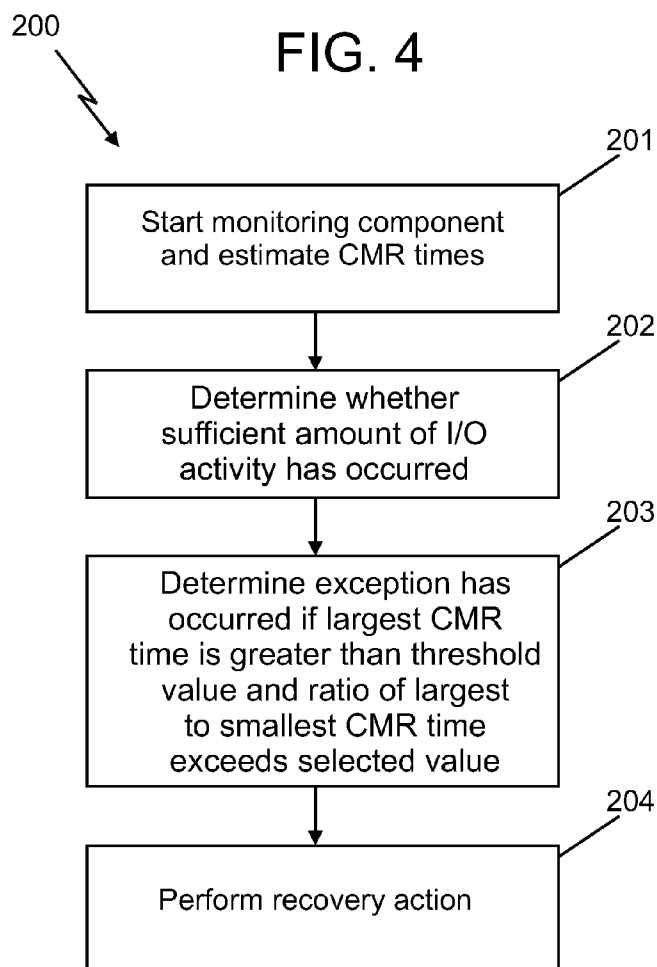 200
FIG. 4
201
Start monitoring component
and estimate CMR times
202
Determine whether
sufficient amount of I/O
activity has occurred
203
Determine exception has
occurred if largest CMR
time is greater than threshold
value and ratio of largest
to smallest CMR time
exceeds selected value
204
Perform recovery action